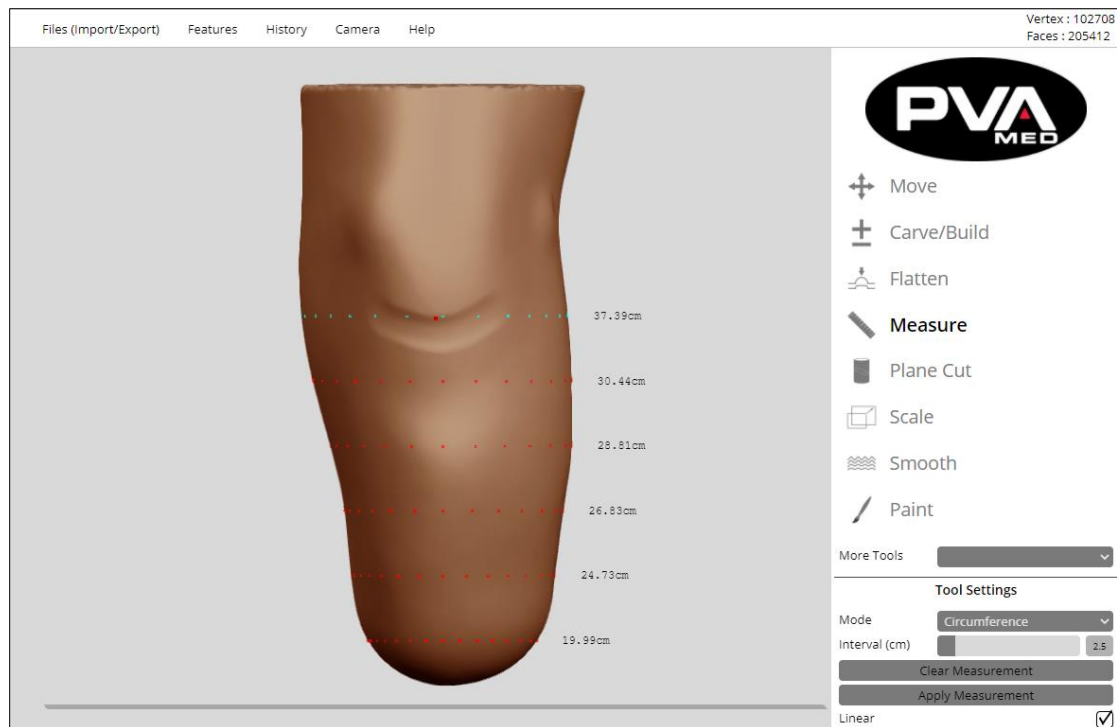 Files (Import/Export) Features History Camera Help
Vertex : 102708
Faces : 205412
PVA
MED
Move
Carve/Build
Flatten
Measure
Plane Cut
Scale
Smooth
Paint
More Tools
Tool Settings
Mode Circumference
Interval (cm) 2.5
Clear Measurement
Apply Measurement
Linear
37.39cm
30.44cm
28.81cm
26.83cm
24.73cm
19.99cm